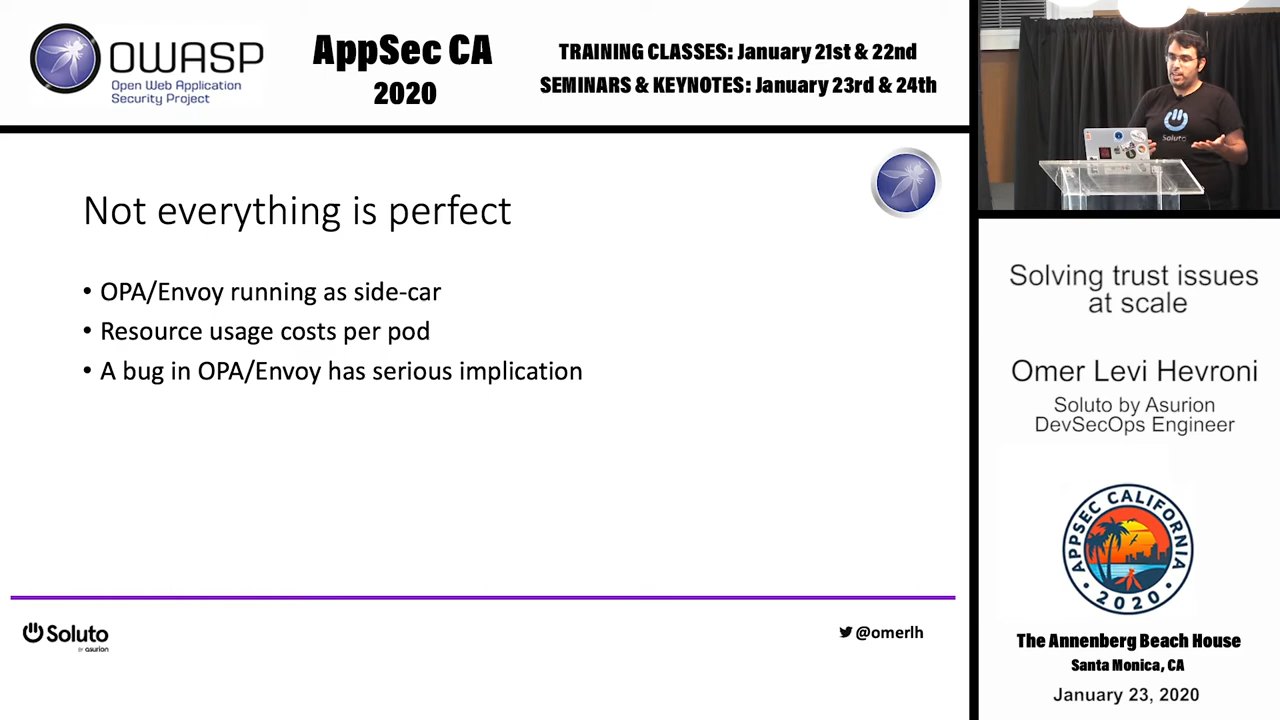 OWASP
Open Web Application
Security Project
AppSec CA
2020
TRAINING CLASSES: January 21st & 22nd
SEMINARS & KEYNOTES: January 23rd & 24th
Not everything is perfect
• OPA/Envoy running as side-car
• Resource usage costs per pod
• A bug in OPA/Envoy has serious implication
Soluto
BY asurion
@omerlh
Soluto
Solving trust issues
at scale
Omer Levi Hevroni
Soluto by Asurion
DevSecOps Engineer
APPSEC CALIFORNIA
• 2020 •
The Annenberg Beach House
Santa Monica, CA
January 23, 2020